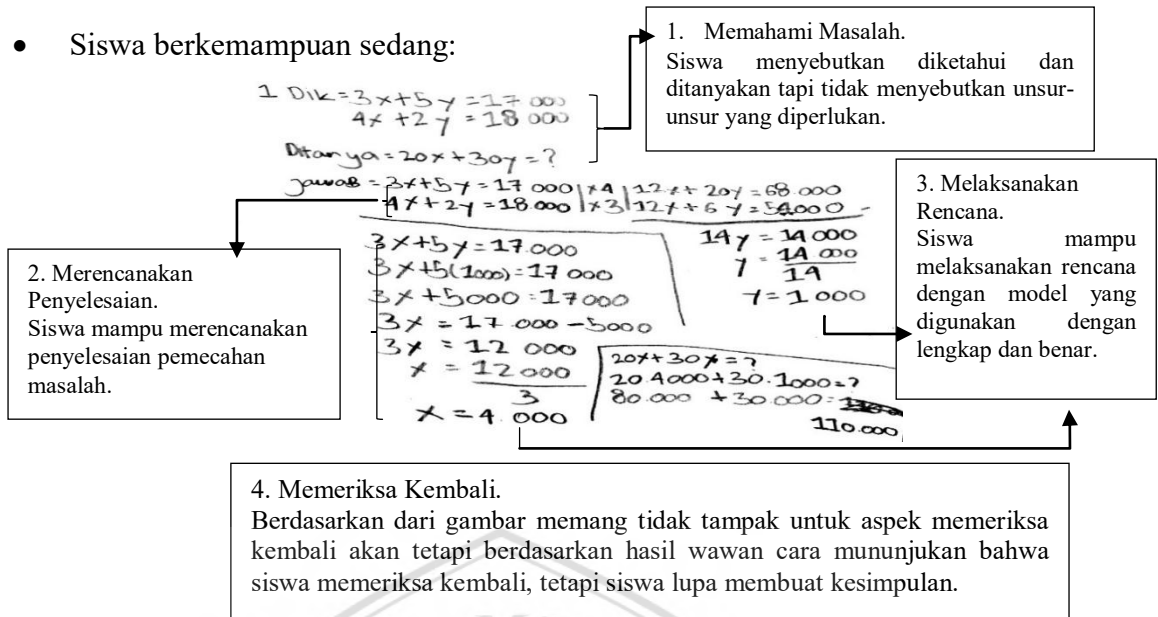 • Siswa berkemampuan sedang:
1. Memahami Masalah.
Siswa menyebutkan diketahui dan
ditanyakan tapi tidak menyebutkan unsur-
unsur yang diperlukan.
1 Dik = 3x + 5y = 17 000
4x + 2y = 18 000
Ditanya = 20x + 30y = ?
jawab = 3x + 5y = 17 000 | x4 | 12x + 20y = 68.000
4x + 2y = 18.000 | x3 | 12x + 6y = 54.000 -
14y = 14 000
y = 14 000
14
y = 1 000
3x + 5y = 17.000
3x + 5(1000) = 17 000
3x + 5000 = 17000
3x = 17 000 - 5000
3x = 12 000
x = 12 000
3
x = 4.000
20x + 30x = ?
20.4000 + 30.1000 = ?
80.000 + 30.000 =
110.000
2. Merencanakan
Penyelesaian.
Siswa mampu merencanakan
penyelesaian pemecahan
masalah.
3. Melaksanakan
Rencana.
Siswa mampu
melaksanakan rencana
dengan model yang
digunakan dengan
lengkap dan benar.
4. Memeriksa Kembali.
Berdasarkan dari gambar memang tidak tampak untuk aspek memeriksa
kembali akan tetapi berdasarkan hasil wawan cara mununjukan bahwa
siswa memeriksa kembali, tetapi siswa lupa membuat kesimpulan.